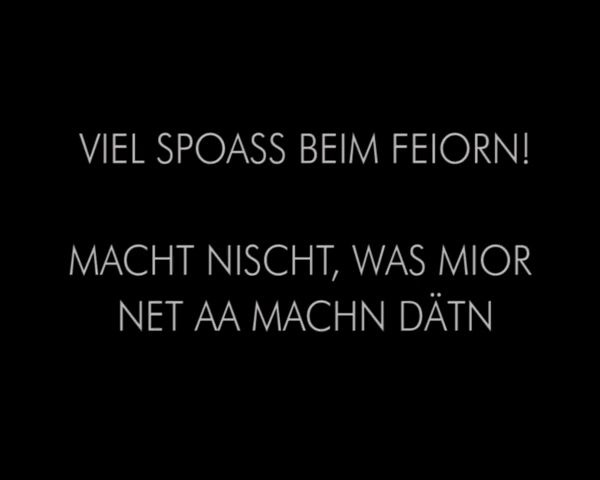 VIEL SPOASS BEIM FEIORN!
MACHT NISCHT, WAS MIOR
NET AA MACHN DÄTN